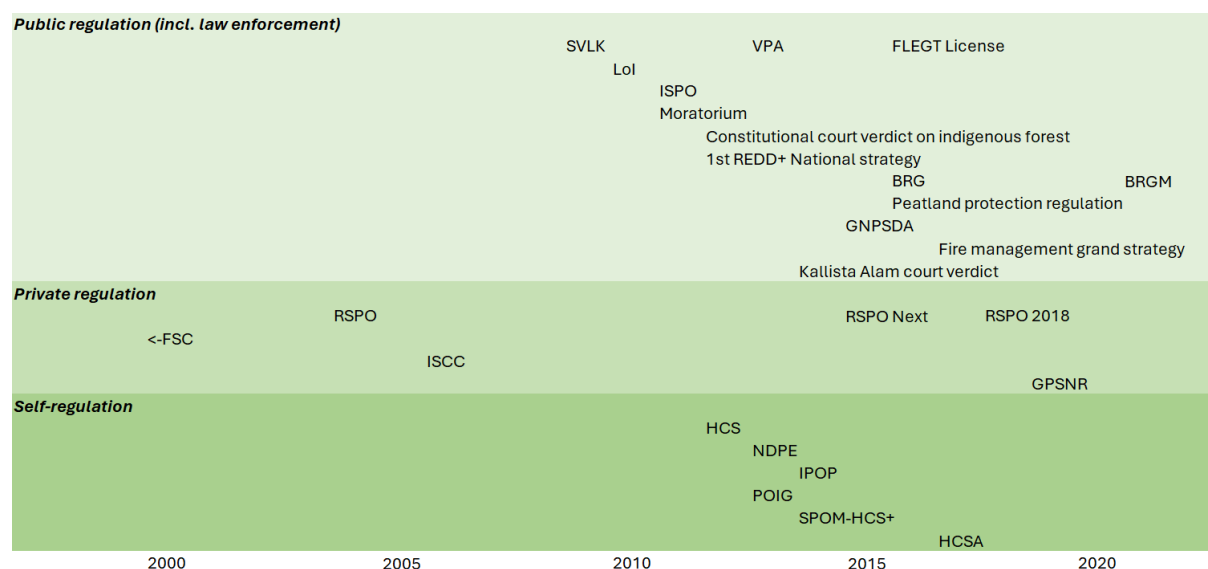 Public regulation (incl. law enforcement)
SVLK VPA FLEGT License
LoI
ISPO
Moratorium
Constitutional court verdict on indigenous forest
1st REDD+ National strategy
BRG BRGM
Peatland protection regulation
GNPSDA
Fire management grand strategy
Kallista Alam court verdict
Private regulation
RSPO RSPO Next RSPO 2018
<-FSC
ISCC
GPSNR
Self-regulation
HCS
NDPE
IPOP
POIG
SPOM-HCS+
HCSA
2000 2005 2010 2015 2020